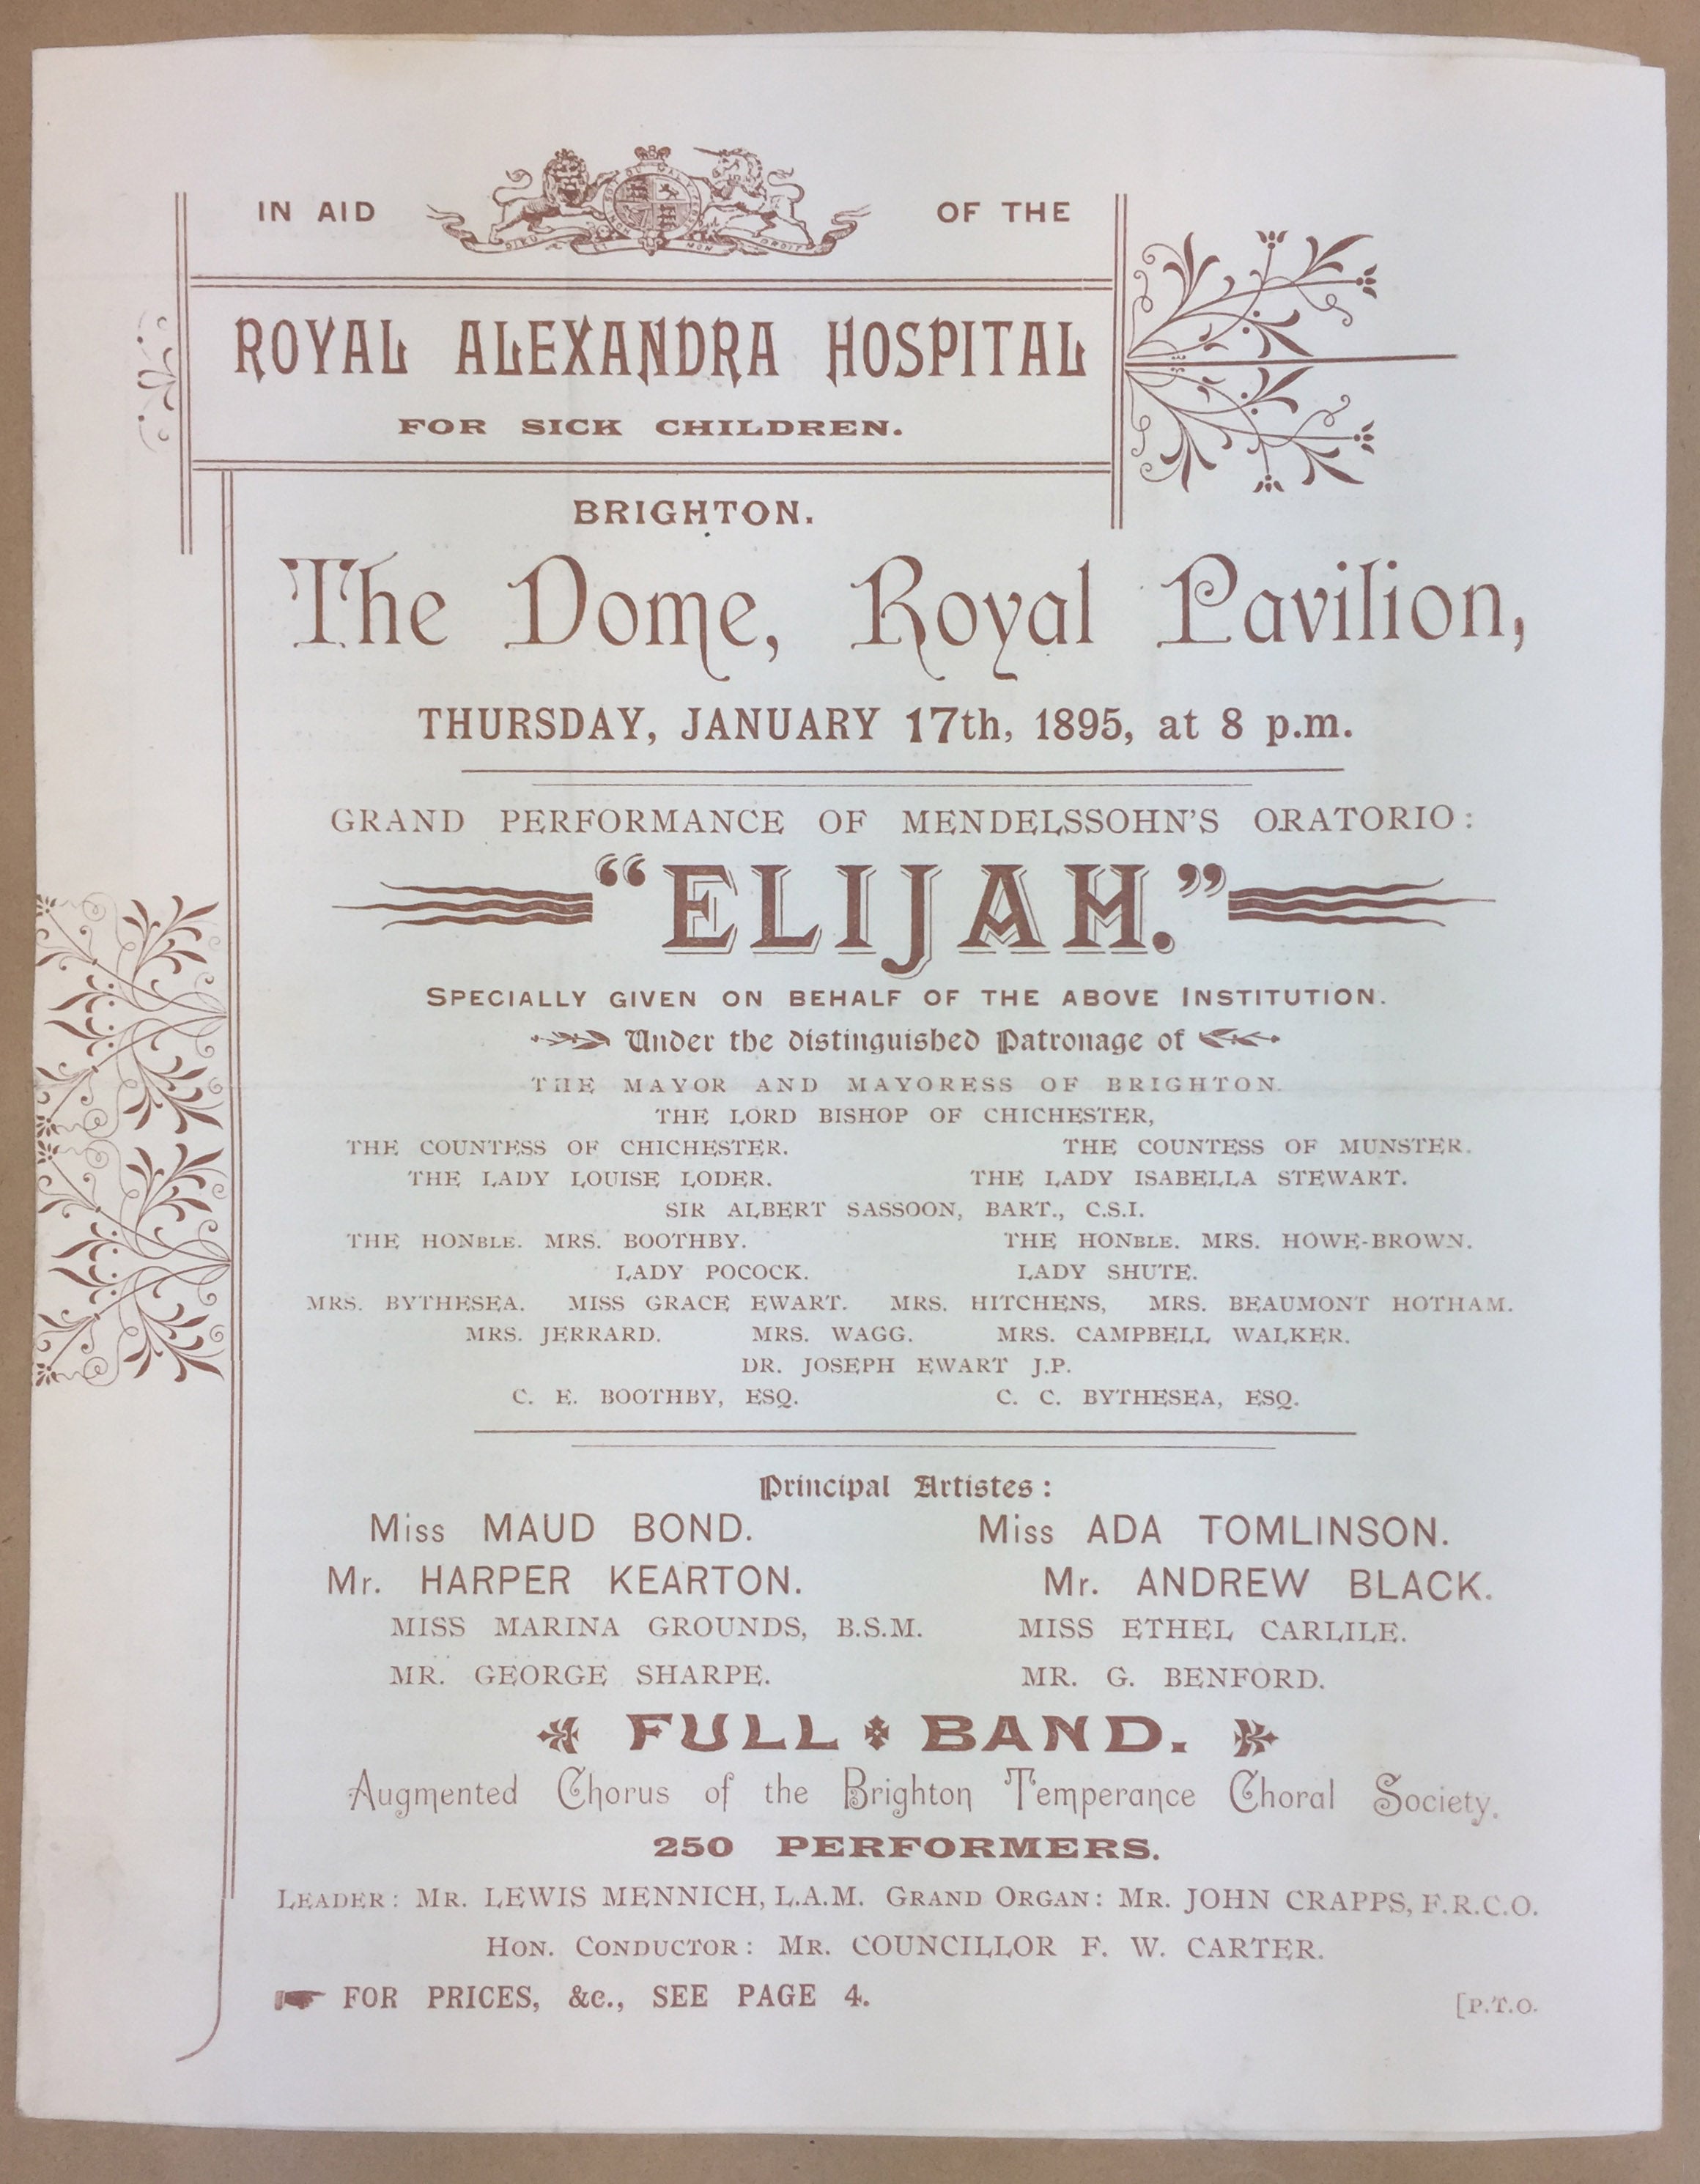 IN AID OF THE
DIEU ET MON DROIT
ROYAL ALEXANDRA HOSPITAL
FOR SICK CHILDREN.
BRIGHTON.
The Dome, Royal Pavilion,
THURSDAY, JANUARY 17th, 1895, at 8 p.m.
GRAND PERFORMANCE OF MENDELSSOHN'S ORATORIO:
"ELIJAH."
SPECIALLY GIVEN ON BEHALF OF THE ABOVE INSTITUTION.
Under the distinguished Patronage of
THE MAYOR AND MAYORESS OF BRIGHTON.
THE LORD BISHOP OF CHICHESTER,
THE COUNTESS OF CHICHESTER. THE COUNTESS OF MUNSTER.
THE LADY LOUISE LODER. THE LADY ISABELLA STEWART.
SIR ALBERT SASSOON, BART., C.S.I.
THE HONBLE. MRS. BOOTHBY. THE HONBLE. MRS. HOWE-BROWN.
LADY POCOCK. LADY SHUTE.
MRS. BYTHESEA. MISS GRACE EWART. MRS. HITCHENS, MRS. BEAUMONT HOTHAM.
MRS. JERRARD. MRS. WAGG. MRS. CAMPBELL WALKER.
DR. JOSEPH EWART J.P.
C. E. BOOTHBY, ESQ. C. C. BYTHESEA, ESQ.
Principal Artistes:
Miss MAUD BOND. Miss ADA TOMLINSON.
Mr. HARPER KEARTON. Mr. ANDREW BLACK.
MISS MARINA GROUNDS, B.S.M. MISS ETHEL CARLILE.
MR. GEORGE SHARPE. MR. G. BENFORD.
FULL BAND.
Augmented Chorus of the Brighton Temperance Choral Society.
250 PERFORMERS.
LEADER: MR. LEWIS MENNICH, L.A.M. GRAND ORGAN: MR. JOHN CRAPPS, F.R.C.O.
HON. CONDUCTOR: MR. COUNCILLOR F. W. CARTER.
FOR PRICES, &c., SEE PAGE 4. [P.T.O.